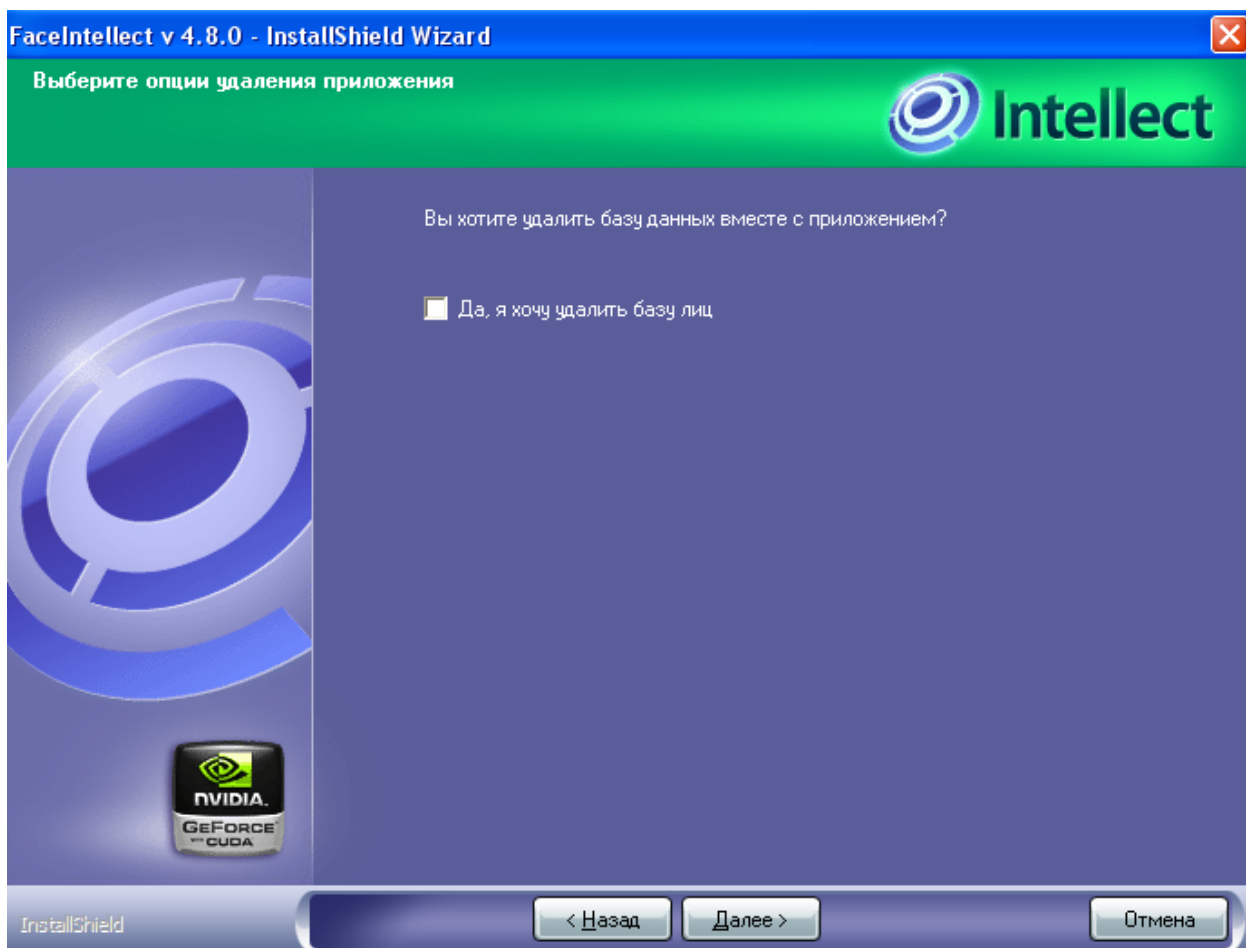 FaceIntellect v 4.8.0 - InstallShield Wizard
Выберите опции удаления приложения
Intellect
Вы хотите удалить базу данных вместе с приложением?
Да, я хочу удалить базу лиц
NVIDIA.
GEFORCE
WITH CUDA
InstallShield
< Назад
Далее >
Отмена